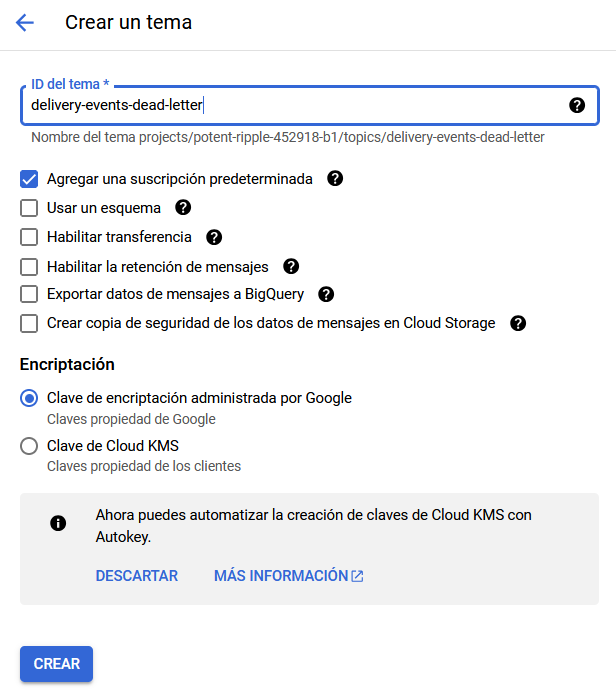 Crear un tema
ID del tema *
delivery-events-dead-letter
Nombre del tema projects/potent-ripple-452918-b1/topics/delivery-events-dead-letter
Agregar una suscripción predeterminada
Usar un esquema
Habilitar transferencia
Habilitar la retención de mensajes
Exportar datos de mensajes a BigQuery
Crear copia de seguridad de los datos de mensajes en Cloud Storage
Encriptación
Clave de encriptación administrada por Google
Claves propiedad de Google
Clave de Cloud KMS
Claves propiedad de los clientes
Ahora puedes automatizar la creación de claves de Cloud KMS con
Autokey.
DESCARTAR MÁS INFORMACIÓN
CREAR